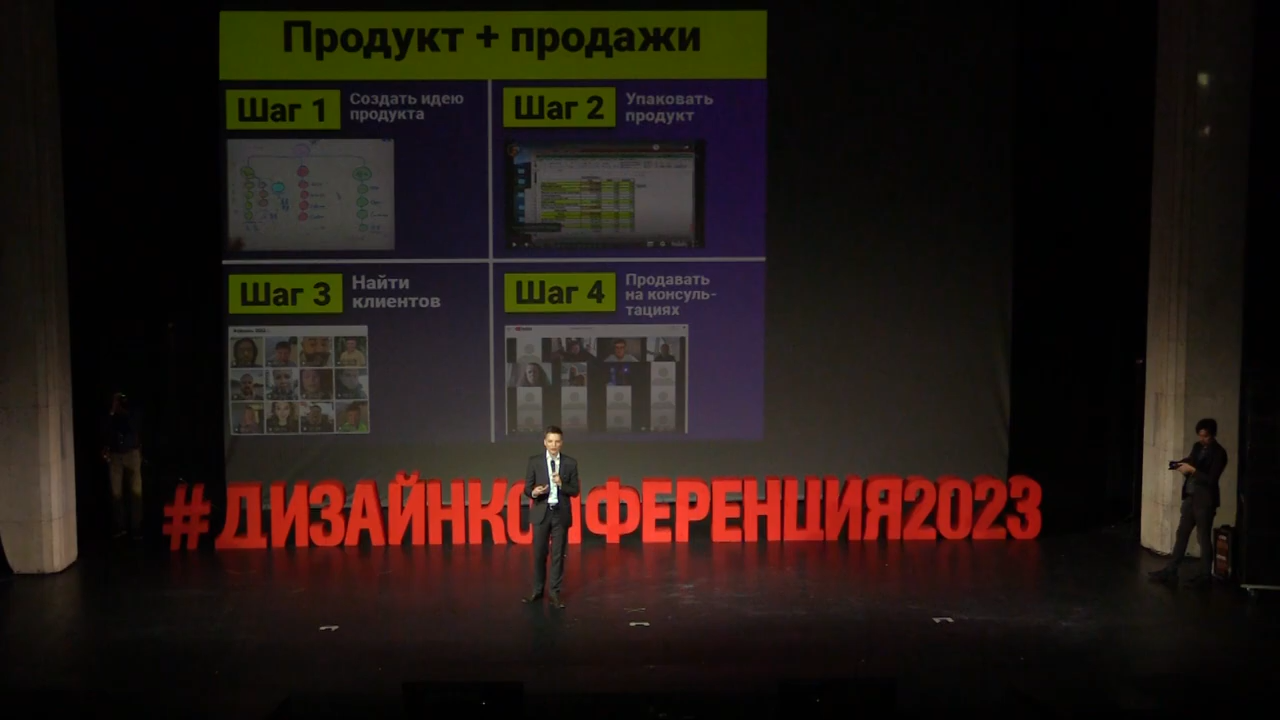 Продукт + продажи
Шаг 1
Создать идею
продукта
Шаг 2
Упаковать
продукт
Шаг 3
Найти
клиентов
Шаг 4
Продавать
на консуль-
тациях
#ДИЗАЙНКОНФЕРЕНЦИЯ2023